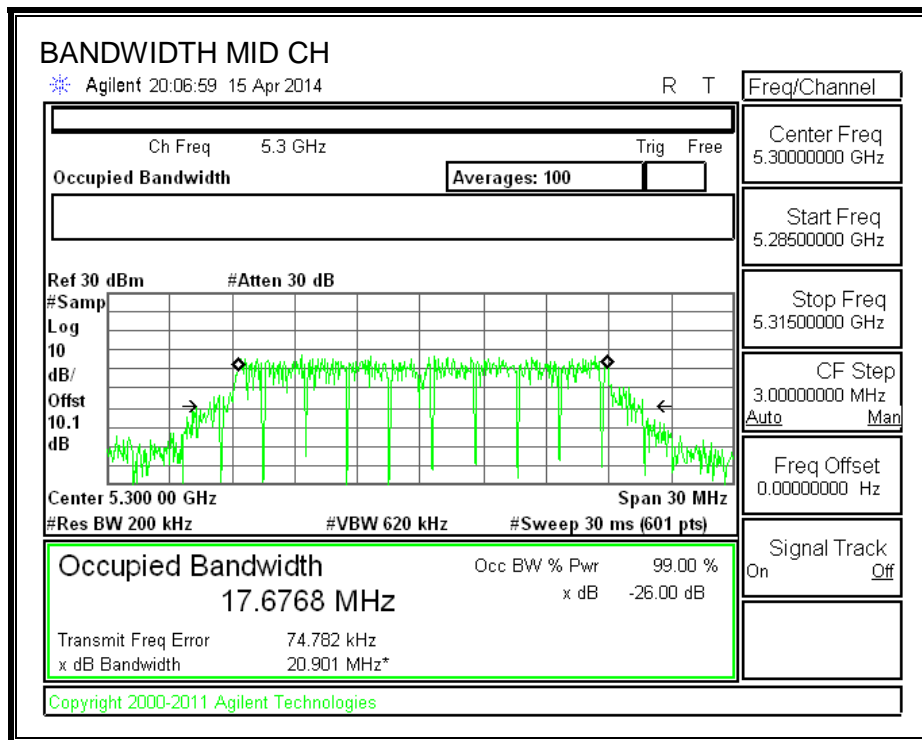 BANDWIDTH MID CH
Agilent 20:06:59 15 Apr 2014 R T
Freq/Channel
Ch Freq 5.3 GHz Trig Free
Occupied Bandwidth Averages: 100
Center Freq
5.30000000 GHz
Start Freq
5.28500000 GHz
Stop Freq
5.31500000 GHz
CF Step
3.00000000 MHz
Auto Man
Freq Offset
0.00000000 Hz
Signal Track
On Off
Ref 30 dBm #Atten 30 dB
#Samp
Log
10
dB/
Offst
10.1
dB
Center 5.300 00 GHz Span 30 MHz
#Res BW 200 kHz #VBW 620 kHz #Sweep 30 ms (601 pts)
Occupied Bandwidth Occ BW % Pwr 99.00 %
17.6768 MHz x dB -26.00 dB
Transmit Freq Error 74.782 kHz
x dB Bandwidth 20.901 MHz*
Copyright 2000-2011 Agilent Technologies